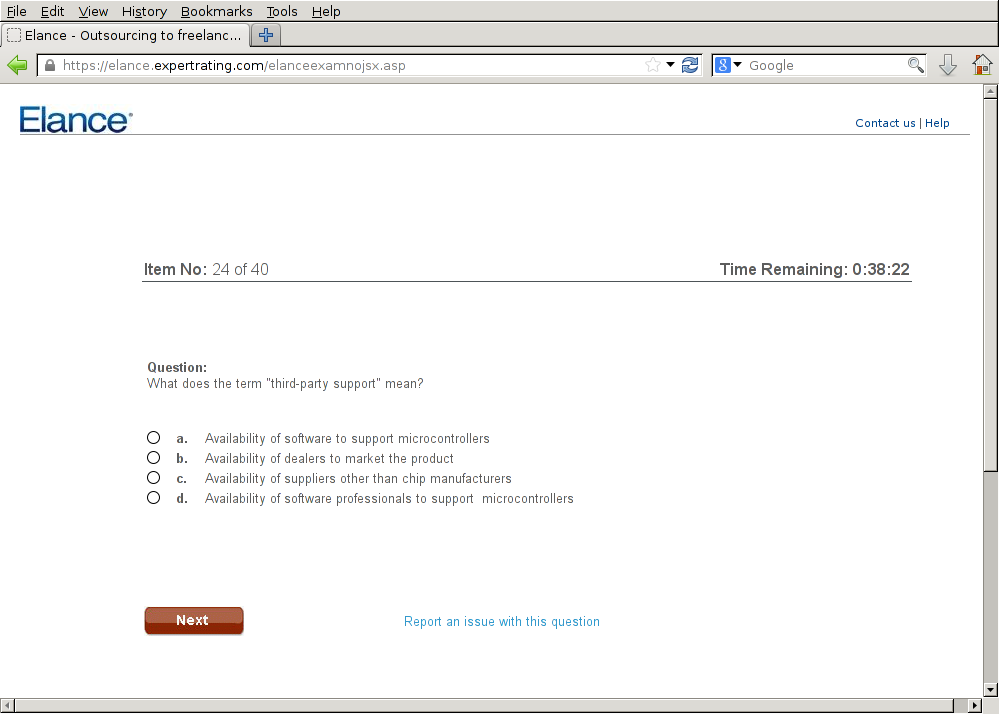 File Edit View History Bookmarks Tools Help
Elance - Outsourcing to freelanc...
https://elance.expertrating.com/elanceexamnojsx.asp
8 Google
Elance®
Contact us | Help
Item No: 24 of 40
Time Remaining: 0:38:22
Question:
What does the term "third-party support" mean?
a. Availability of software to support microcontrollers
b. Availability of dealers to market the product
c. Availability of suppliers other than chip manufacturers
d. Availability of software professionals to support  microcontrollers
Next
Report an issue with this question